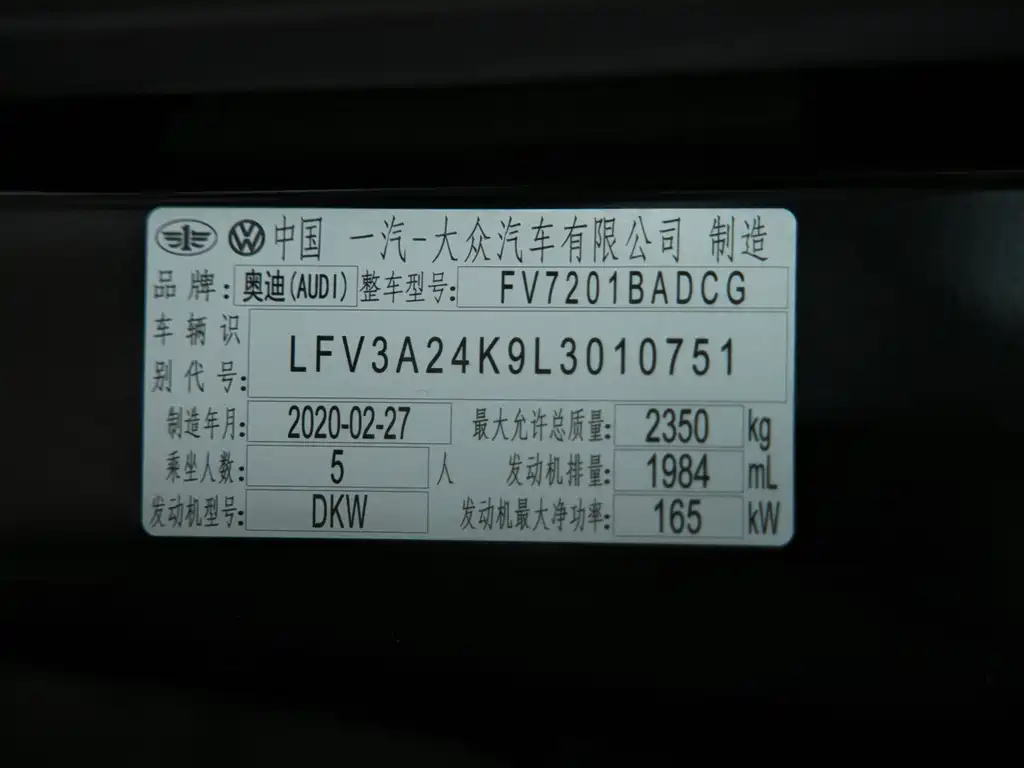 中国 一汽-大众汽车有限公司 制造
品牌: 奥迪(AUDI) 整车型号: FV7201BADCG
车辆识别代号: LFV3A24K9L3010751
制造年月: 2020-02-27 最大允许总质量: 2350 kg
乘坐人数: 5 人 发动机排量: 1984 mL
发动机型号: DKW 发动机最大净功率: 165 kW